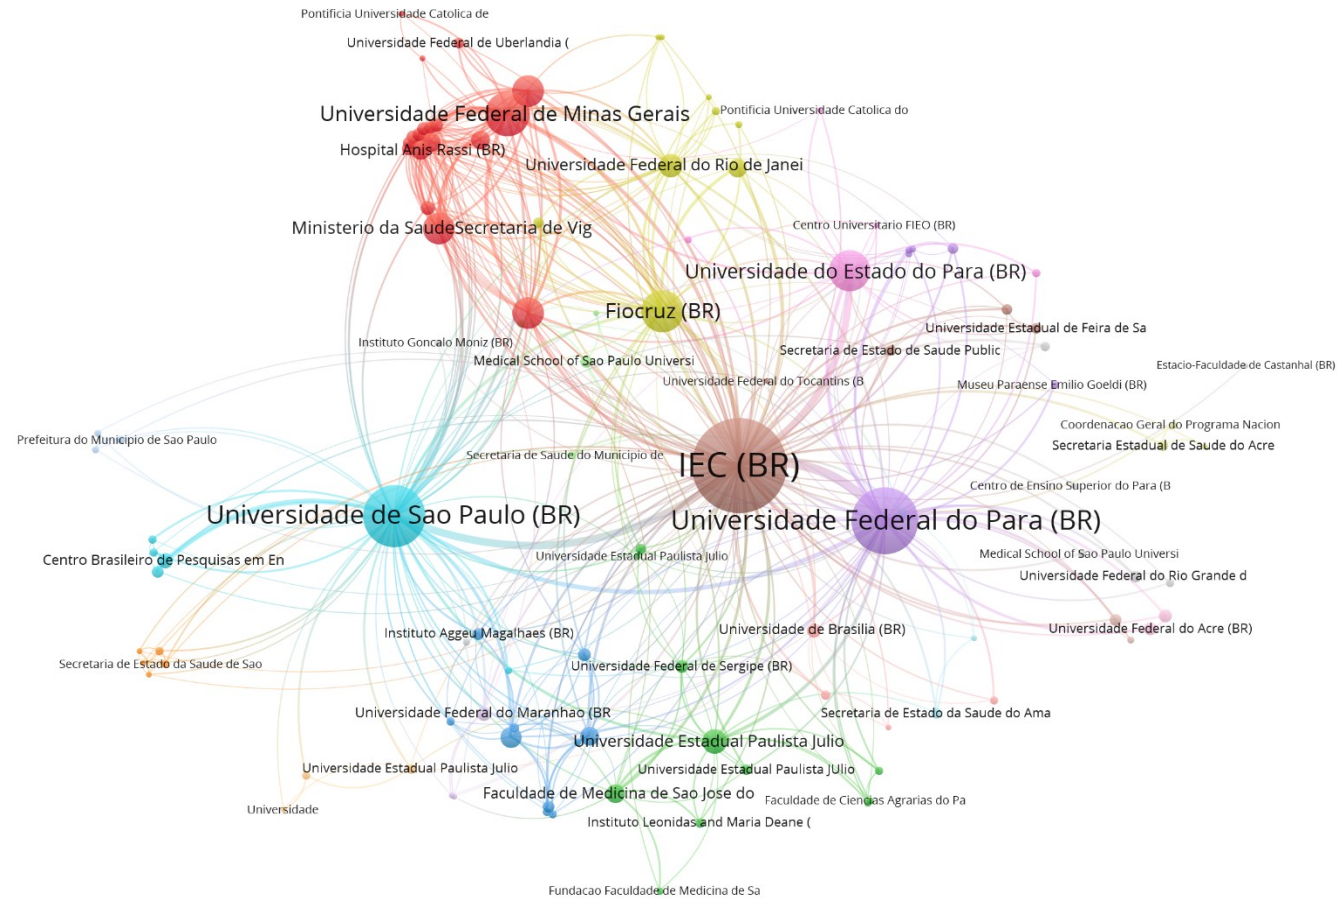 Pontificia Universidade Catolica de
Universidade Federal de Uberlandia (
Universidade Federal de Minas Gerais
Pontificia Universidade Catolica do
Hospital Anis Rassi (BR)
Universidade Federal do Rio de Janei
Ministerio da SaudeSecretaria de Vig
Centro Universitario FIEO (BR)
Universidade do Estado do Para (BR)
Fiocruz (BR)
Universidade Estadual de Feira de Sa
Instituto Goncalo Moniz (BR)
Secretaria de Estado de Saude Public
Medical School of Sao Paulo Universi
Estacio-Faculdade de Castanhal (BR)
Universidade Federal do Tocantins (B
Museu Paraense Emilio Goeldi (BR)
Coordenacao Geral do Programa Nacion
Prefeitura do Municipio de Sao Paulo
Secretaria Estadual de Saude do Acre
Secretaria de Saude do Municipio de
IEC (BR)
Centro de Ensino Superior do Para (B
Universidade de Sao Paulo (BR)
Universidade Federal do Para (BR)
Universidade Estadual Paulista Julio
Medical School of Sao Paulo Universi
Centro Brasileiro de Pesquisas em En
Universidade Federal do Rio Grande d
Instituto Aggeu Magalhaes (BR)
Universidade de Brasilia (BR)
Universidade Federal do Acre (BR)
Secretaria de Estado da Saude de Sao
Universidade Federal de Sergipe (BR)
Universidade Federal do Maranhao (BR
Secretaria de Estado da Saude do Ama
Universidade Estadual Paulista Julio
Universidade Estadual Paulista Julio
Universidade Estadual Paulista JUlio
Faculdade de Medicina de Sao Jose do
Faculdade de Ciencias Agrarias do Pa
Universidade
Instituto Leonidas and Maria Deane (
Fundacao Faculdade de Medicina de Sa